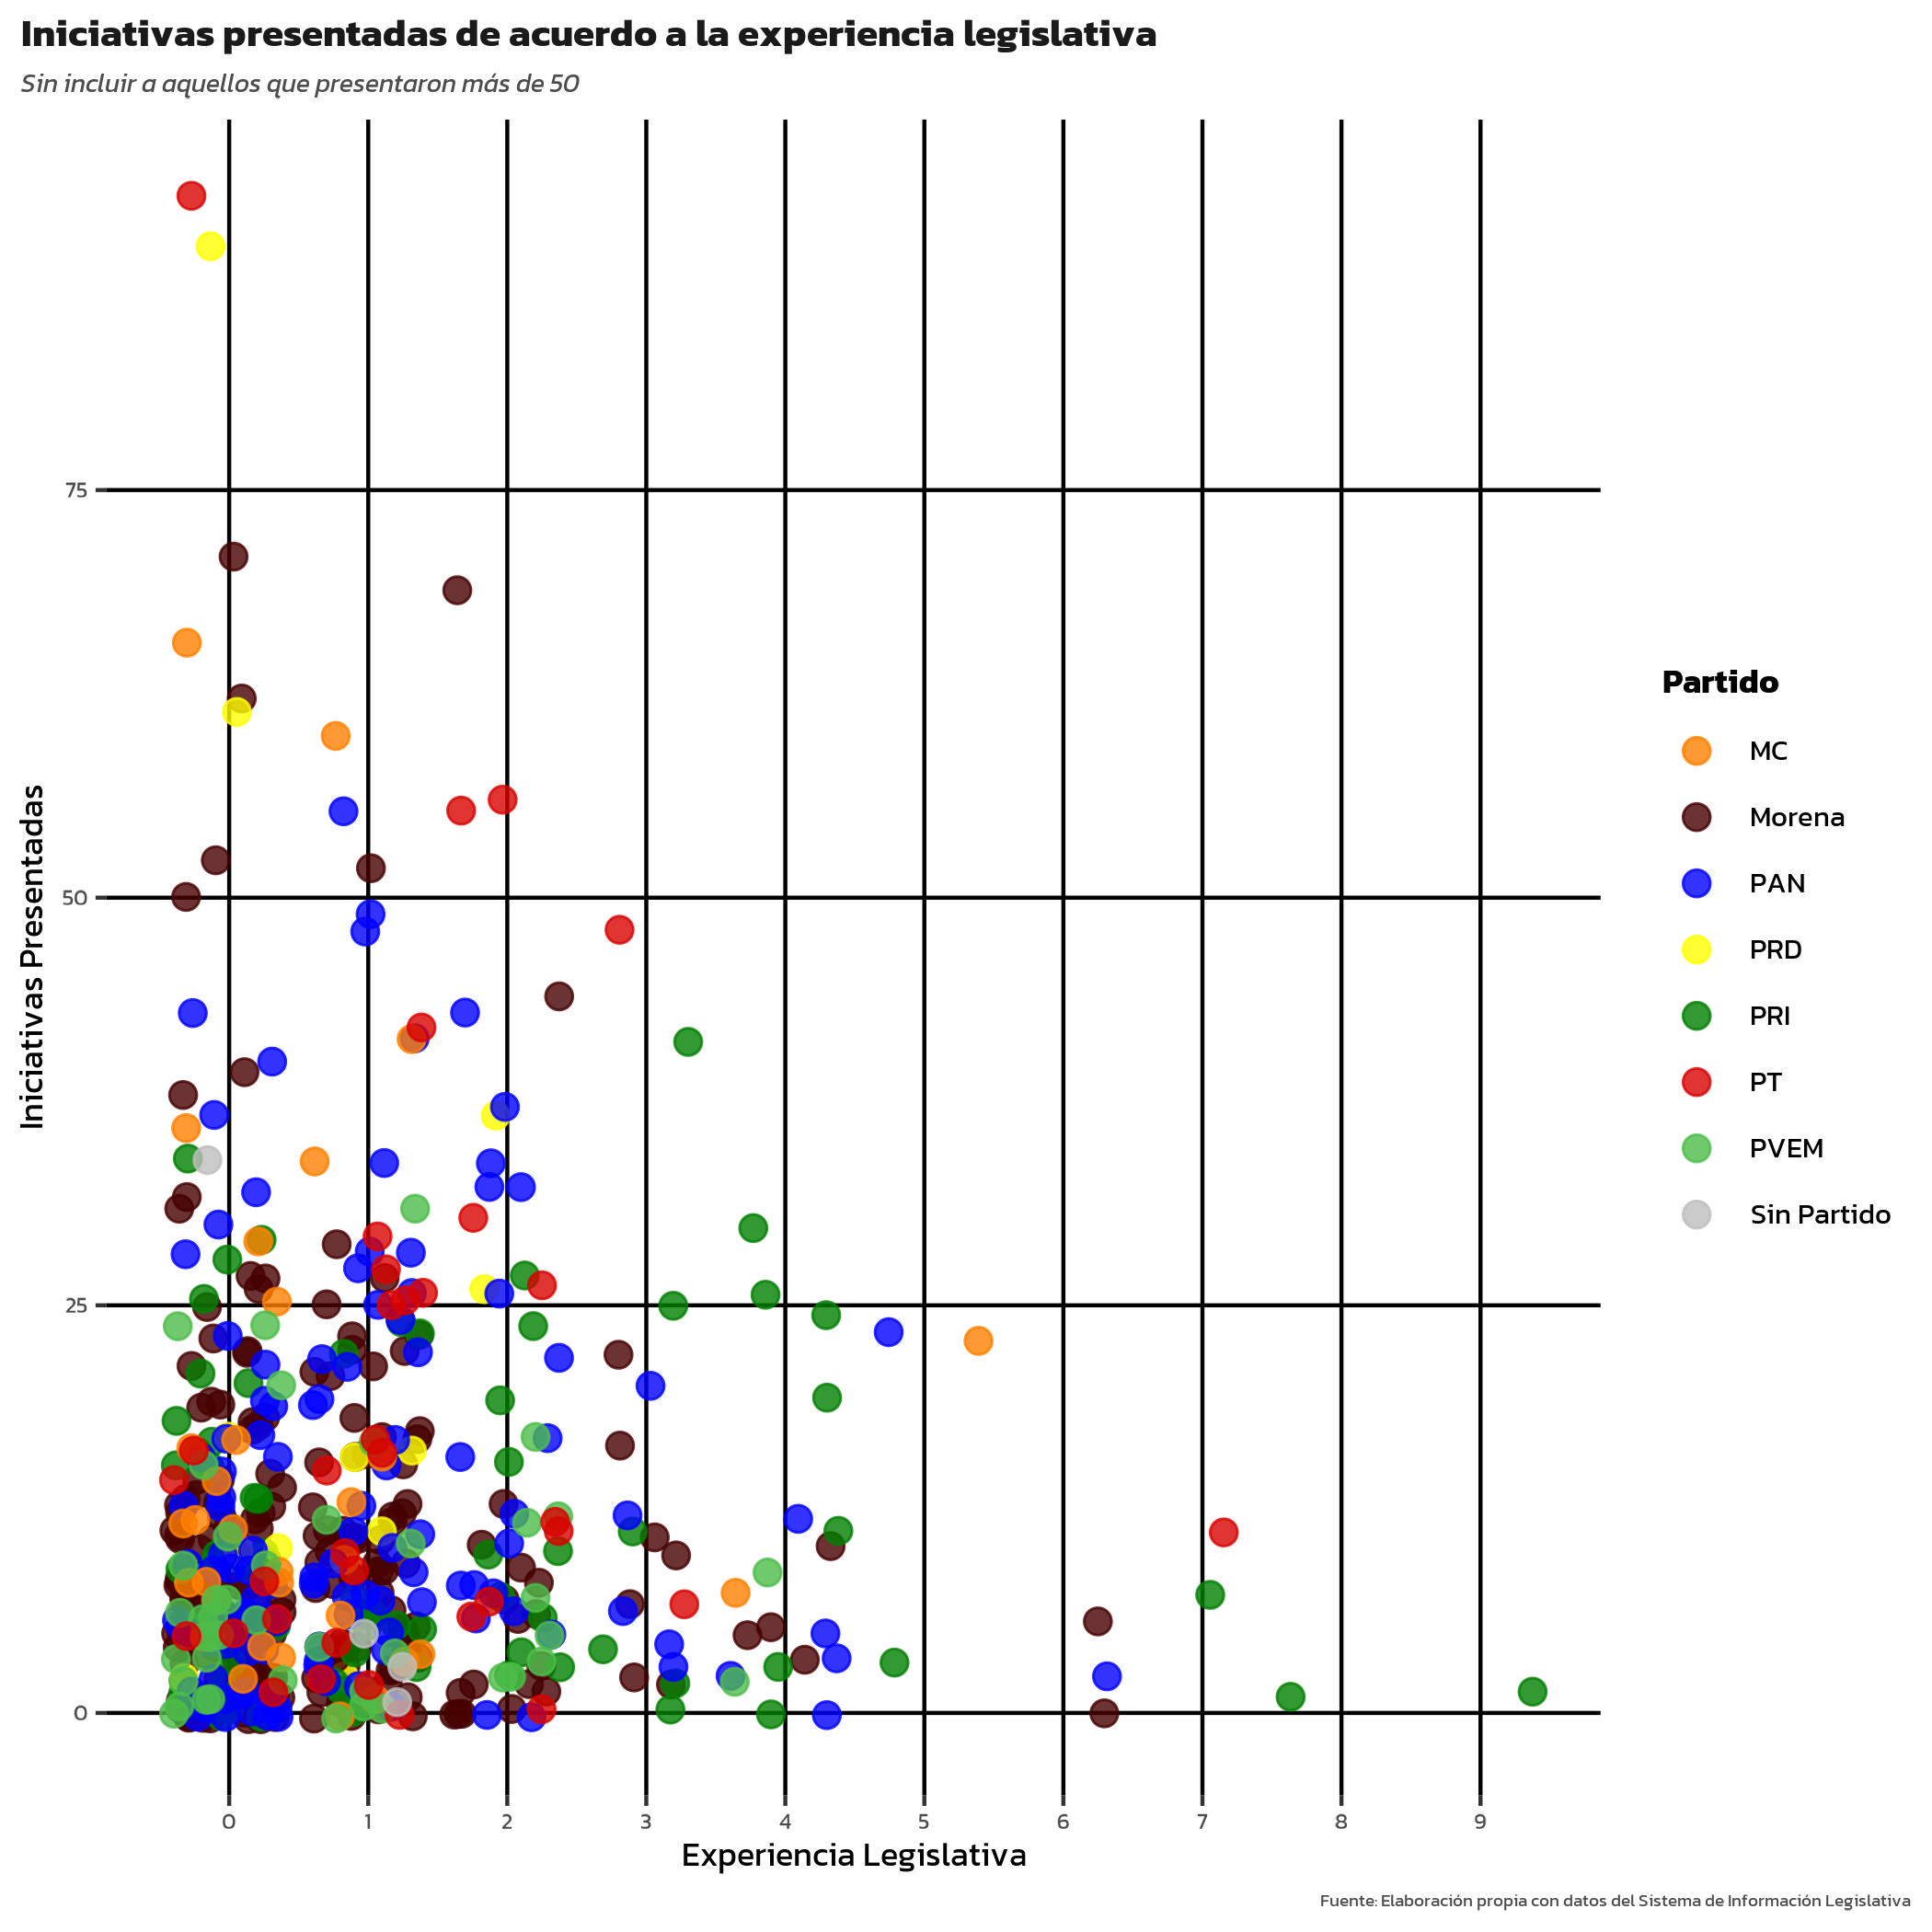 Iniciativas presentadas de acuerdo a la experiencia legislativa
Sin incluir a aquellos que presentaron más de 50
Iniciativas Presentadas
75
50
25
0
0 1 2 3 4 5 6 7 8 9
Experiencia Legislativa
Partido
MC
Morena
PAN
PRD
PRI
PT
PVEM
Sin Partido
Fuente: Elaboración propia con datos del Sistema de Información Legislativa